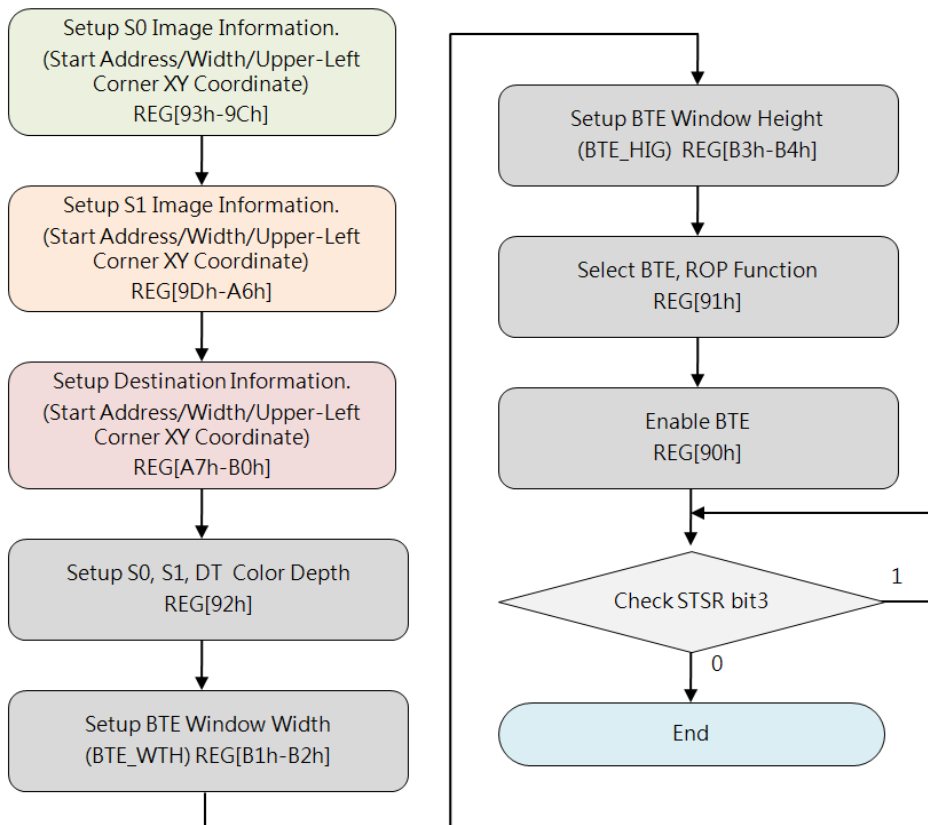 Setup S0 Image Information.
(Start Address/Width/Upper-Left
Corner XY Coordinate)
REG[93h-9Ch]
Setup S1 Image Information.
(Start Address/Width/Upper-Left
Corner XY Coordinate)
REG[9Dh-A6h]
Setup Destination Information.
(Start Address/Width/Upper-Left
Corner XY Coordinate)
REG[A7h-B0h]
Setup S0, S1, DT  Color Depth
REG[92h]
Setup BTE Window Width
(BTE_WTH) REG[B1h-B2h]
Setup BTE Window Height
(BTE_HIG)  REG[B3h-B4h]
Select BTE, ROP Function
REG[91h]
Enable BTE
REG[90h]
Check STSR bit3
1
0
End